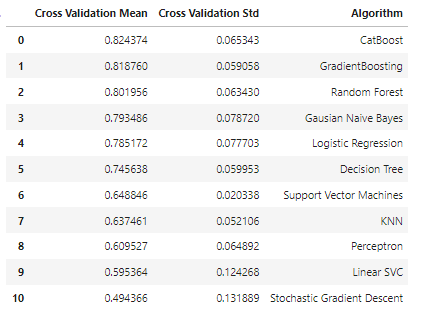 Cross Validation Mean Cross Validation Std Algorithm
0 0.824374 0.065343 CatBoost
1 0.818760 0.059058 GradientBoosting
2 0.801956 0.063430 Random Forest
3 0.793486 0.078720 Gausian Naive Bayes
4 0.785172 0.077703 Logistic Regression
5 0.745638 0.059953 Decision Tree
6 0.648846 0.020338 Support Vector Machines
7 0.637461 0.052106 KNN
8 0.609527 0.064892 Perceptron
9 0.595364 0.124268 Linear SVC
10 0.494366 0.131889 Stochastic Gradient Descent